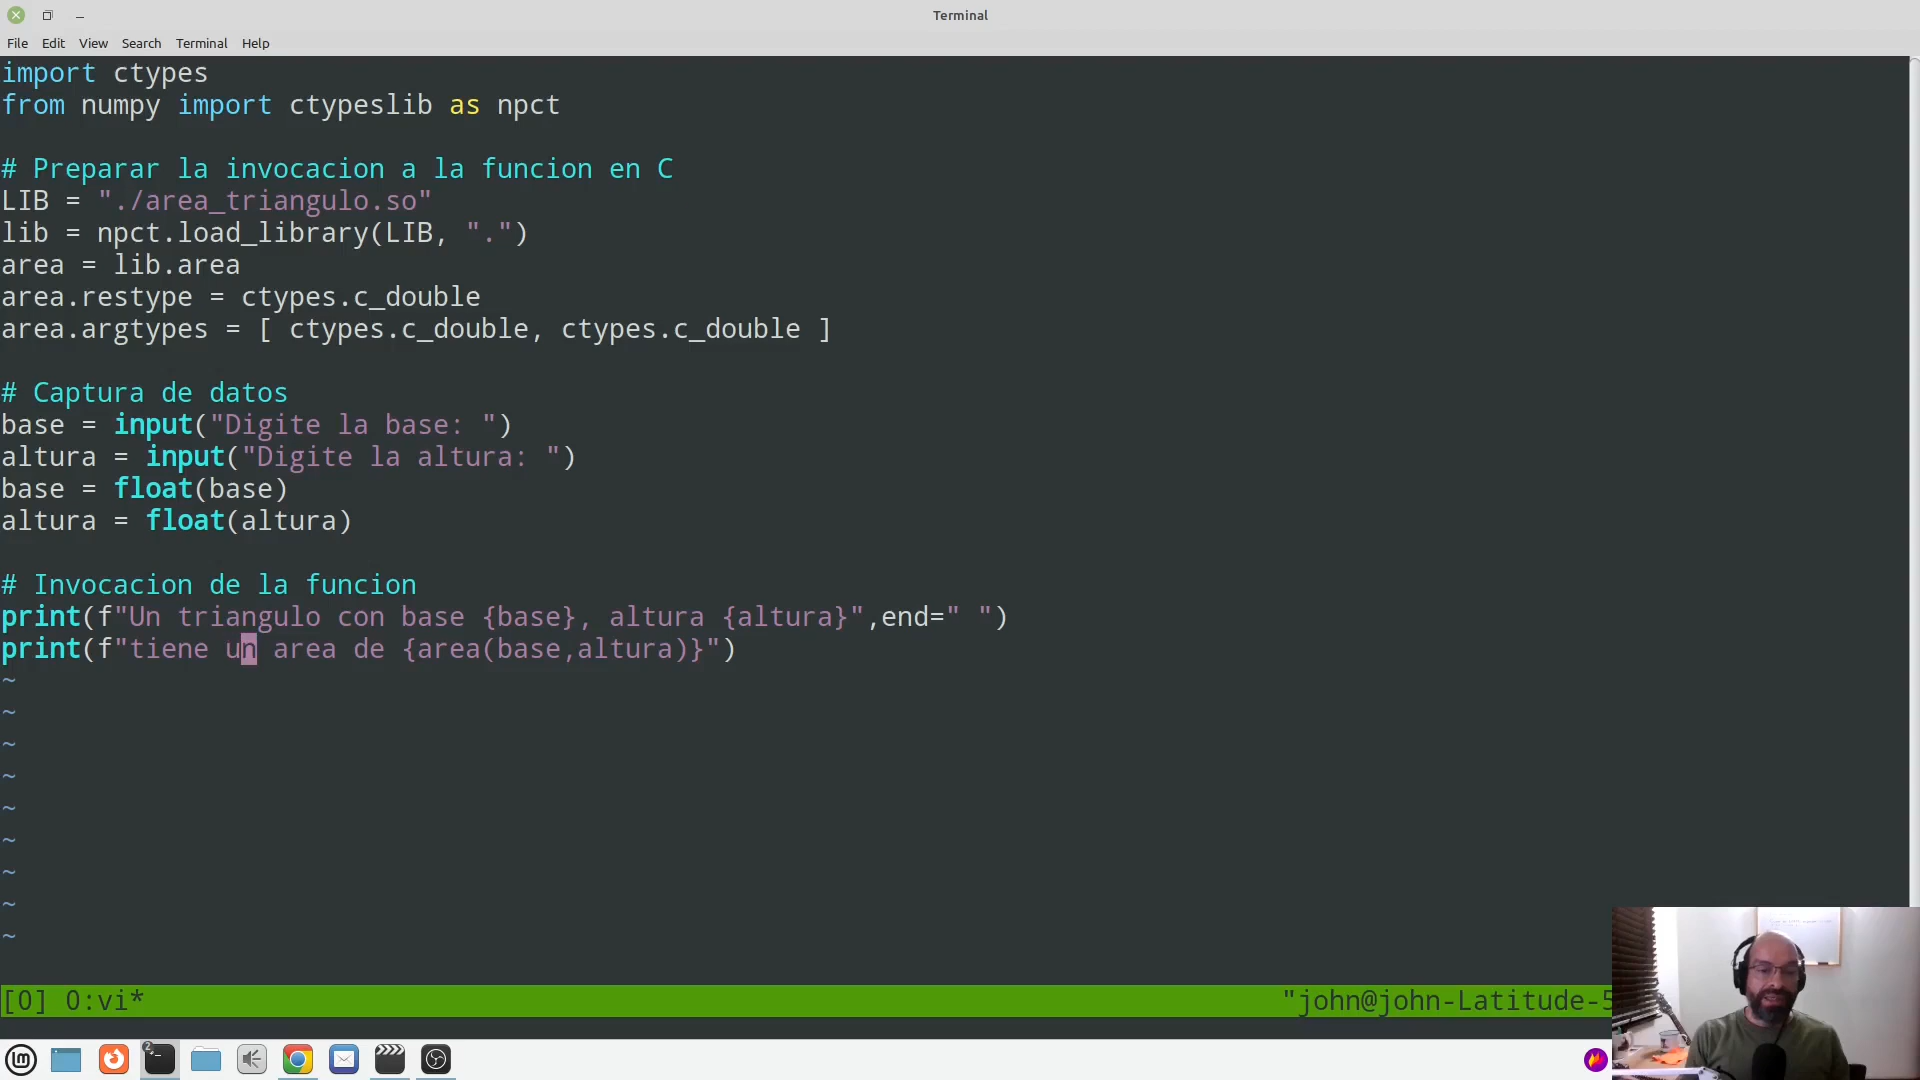 Terminal
File Edit View Search Terminal Help
import ctypes
from numpy import ctypeslib as npct
# Preparar la invocacion a la funcion en C
LIB = "./area_triangulo.so"
lib = npct.load_library(LIB, ".")
area = lib.area
area.restype = ctypes.c_double
area.argtypes = [ ctypes.c_double, ctypes.c_double ]
# Captura de datos
base = input("Digite la base: ")
altura = input("Digite la altura: ")
base = float(base)
altura = float(altura)
# Invocacion de la funcion
print(f"Un triangulo con base {base}, altura {altura}",end=" ")
print(f"tiene un area de {area(base,altura)}")
~
~
~
~
~
~
~
~
~
[0] 0:vi* "john@john-Latitude-5
2